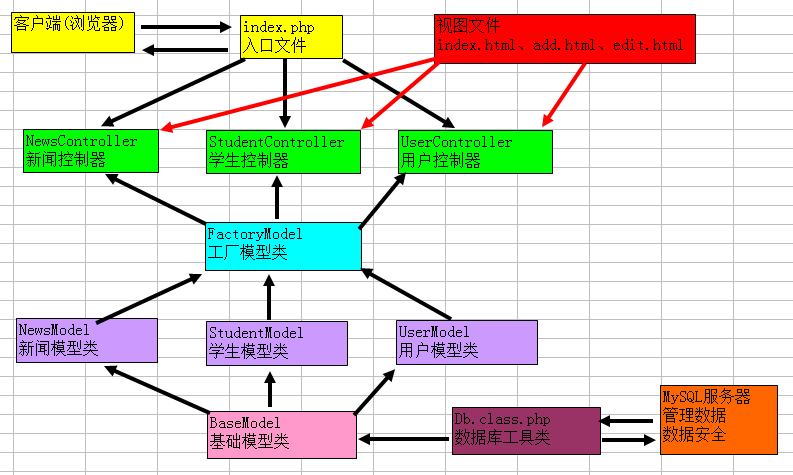 客户端(浏览器)
index.php
入口文件
视图文件
index.html、add.html、edit.html
NewsController
新闻控制器
StudentController
学生控制器
UserController
用户控制器
FactoryModel
工厂模型类
NewsModel
新闻模型类
StudentModel
学生模型类
UserModel
用户模型类
BaseModel
基础模型类
Db.class.php
数据库工具类
MySQL服务器
管理数据
数据安全